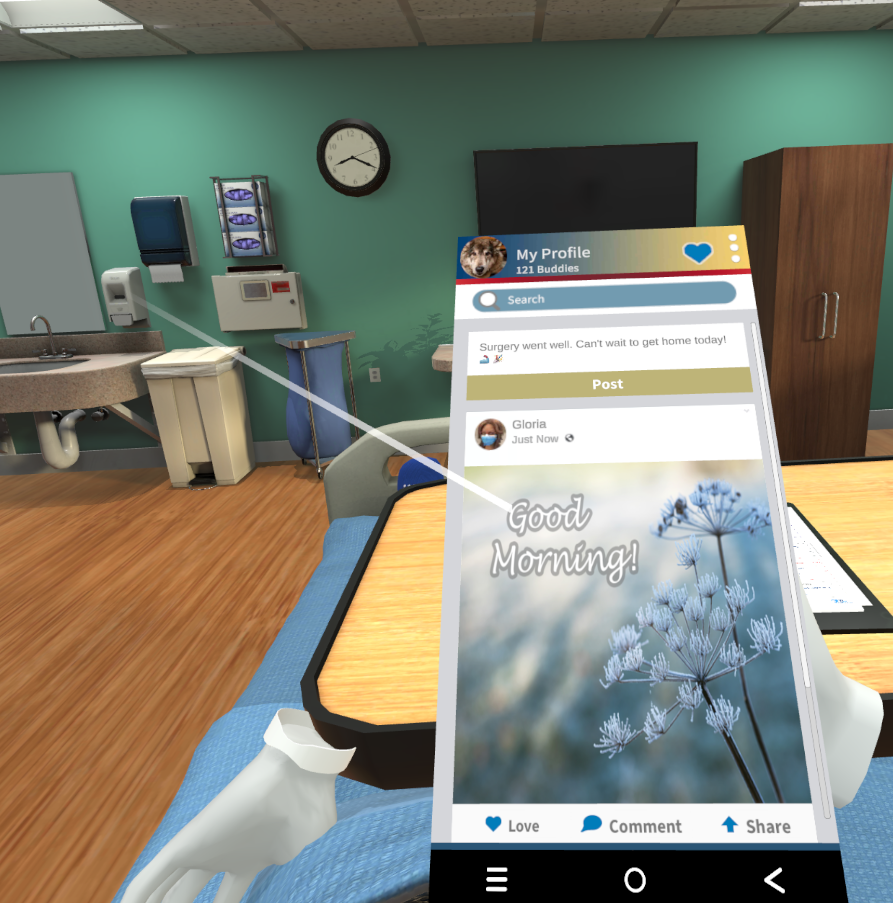 My Profile
121 Buddies
Search
Surgery went well. Can't wait to get home today!
Post
Gloria
Just Now
Good
Morning!
Love
Comment
Share